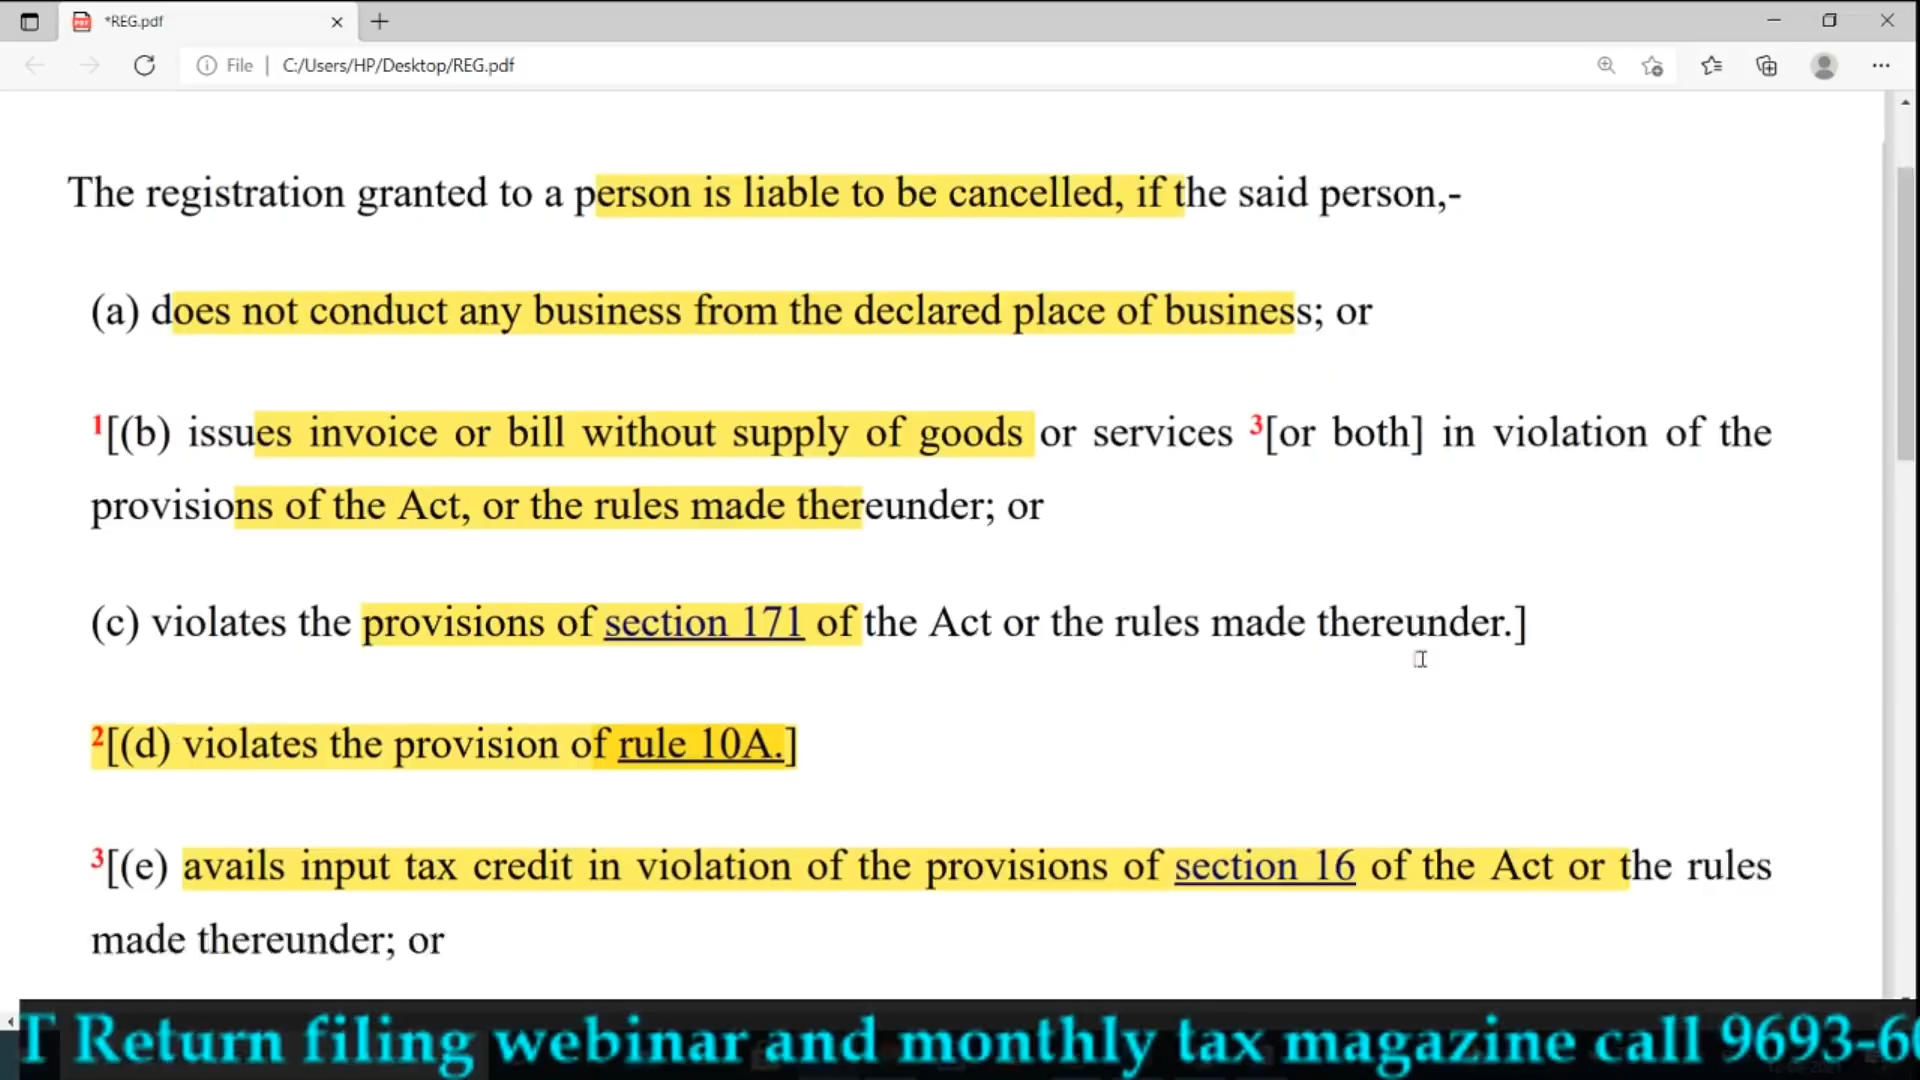 *REG.pdf
File | C:/Users/HP/Desktop/REG.pdf
The registration granted to a person is liable to be cancelled, if the said person,-
(a) does not conduct any business from the declared place of business; or
1[(b) issues invoice or bill without supply of goods or services 3[or both] in violation of the
provisions of the Act, or the rules made thereunder; or
(c) violates the provisions of section 171 of the Act or the rules made thereunder.]
2[(d) violates the provision of rule 10A.]
3[(e) avails input tax credit in violation of the provisions of section 16 of the Act or the rules
made thereunder; or
T Return filing webinar and monthly tax magazine call 9693-6